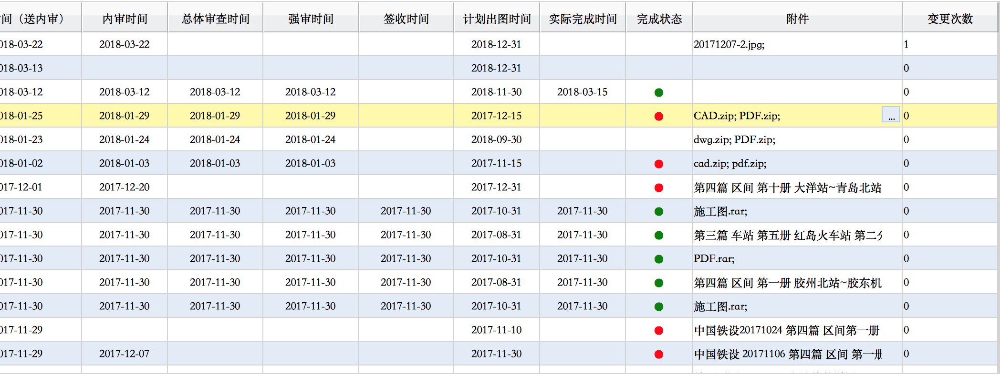 间（送内审） 内审时间 总体审查时间 强审时间 签收时间 计划出图时间 实际完成时间 完成状态 附件 变更次数
018-03-22 2018-03-22 2018-12-31 20171207-2.jpg; 1
018-03-13 2018-12-31 0
018-03-12 2018-03-12 2018-03-12 2018-03-12 2018-11-30 2018-03-15 0
018-01-25 2018-01-29 2018-01-29 2018-01-29 2017-12-15 CAD.zip; PDF.zip; ... 0
018-01-23 2018-01-24 2018-01-24 2018-01-24 2018-09-30 dwg.zip; PDF.zip; 0
018-01-02 2018-01-03 2018-01-03 2018-01-03 2017-11-15 cad.zip; pdf.zip; 0
017-12-01 2017-12-20 2017-12-31 第四篇 区间 第十册 大洋站~青岛北站 0
017-11-30 2017-11-30 2017-11-30 2017-11-30 2017-11-30 2017-10-31 2017-11-30 施工图.rar; 0
017-11-30 2017-11-30 2017-11-30 2017-11-30 2017-11-30 2017-08-31 2017-11-30 第三篇 车站 第五册 红岛火车站 第二 0
017-11-30 2017-11-30 2017-11-30 2017-11-30 2017-11-30 2017-10-31 2017-11-30 PDF.rar; 0
017-11-30 2017-11-30 2017-11-30 2017-11-30 2017-11-30 2017-08-31 2017-11-30 第四篇 区间 第一册 胶州北站~胶东机 0
017-11-30 2017-11-30 2017-11-30 2017-11-30 2017-11-30 2017-10-31 2017-11-30 施工图.rar; 0
017-11-29 2017-11-10 中国铁设20171024 第四篇 区间第一册 0
017-11-29 2017-12-07 2017-11-30 中国铁设 20171106 第四篇 区间 第一册 0